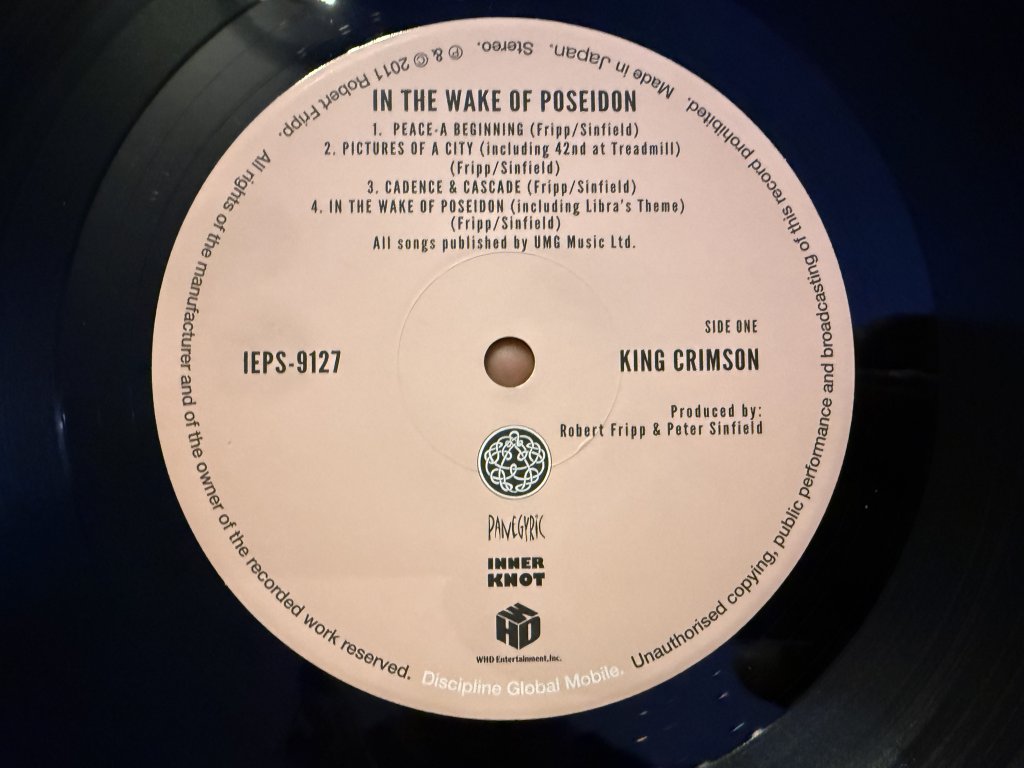 IN THE WAKE OF POSEIDON
1. PEACE-A BEGINNING (Fripp/Sinfield)
2. PICTURES OF A CITY (including 42nd at Treadmill)
(Fripp/Sinfield)
3. CADENCE & CASCADE (Fripp/Sinfield)
4. IN THE WAKE OF POSEIDON (including Libra's Theme)
(Fripp/Sinfield)
All songs published by UMG Music Ltd.
SIDE ONE
IEPS-9127
KING CRIMSON
Produced by:
Robert Fripp & Peter Sinfield
PANEGYRIC
INNER
KNOT
WHD
WHD Entertainment,Inc.
All rights of the manufacturer and of the owner of the recorded work reserved. Discipline Global Mobile. Unauthorised copying, public performance and broadcasting of this record prohibited. Made in Japan. Stereo. ℗ & © 2011 Robert Fripp.